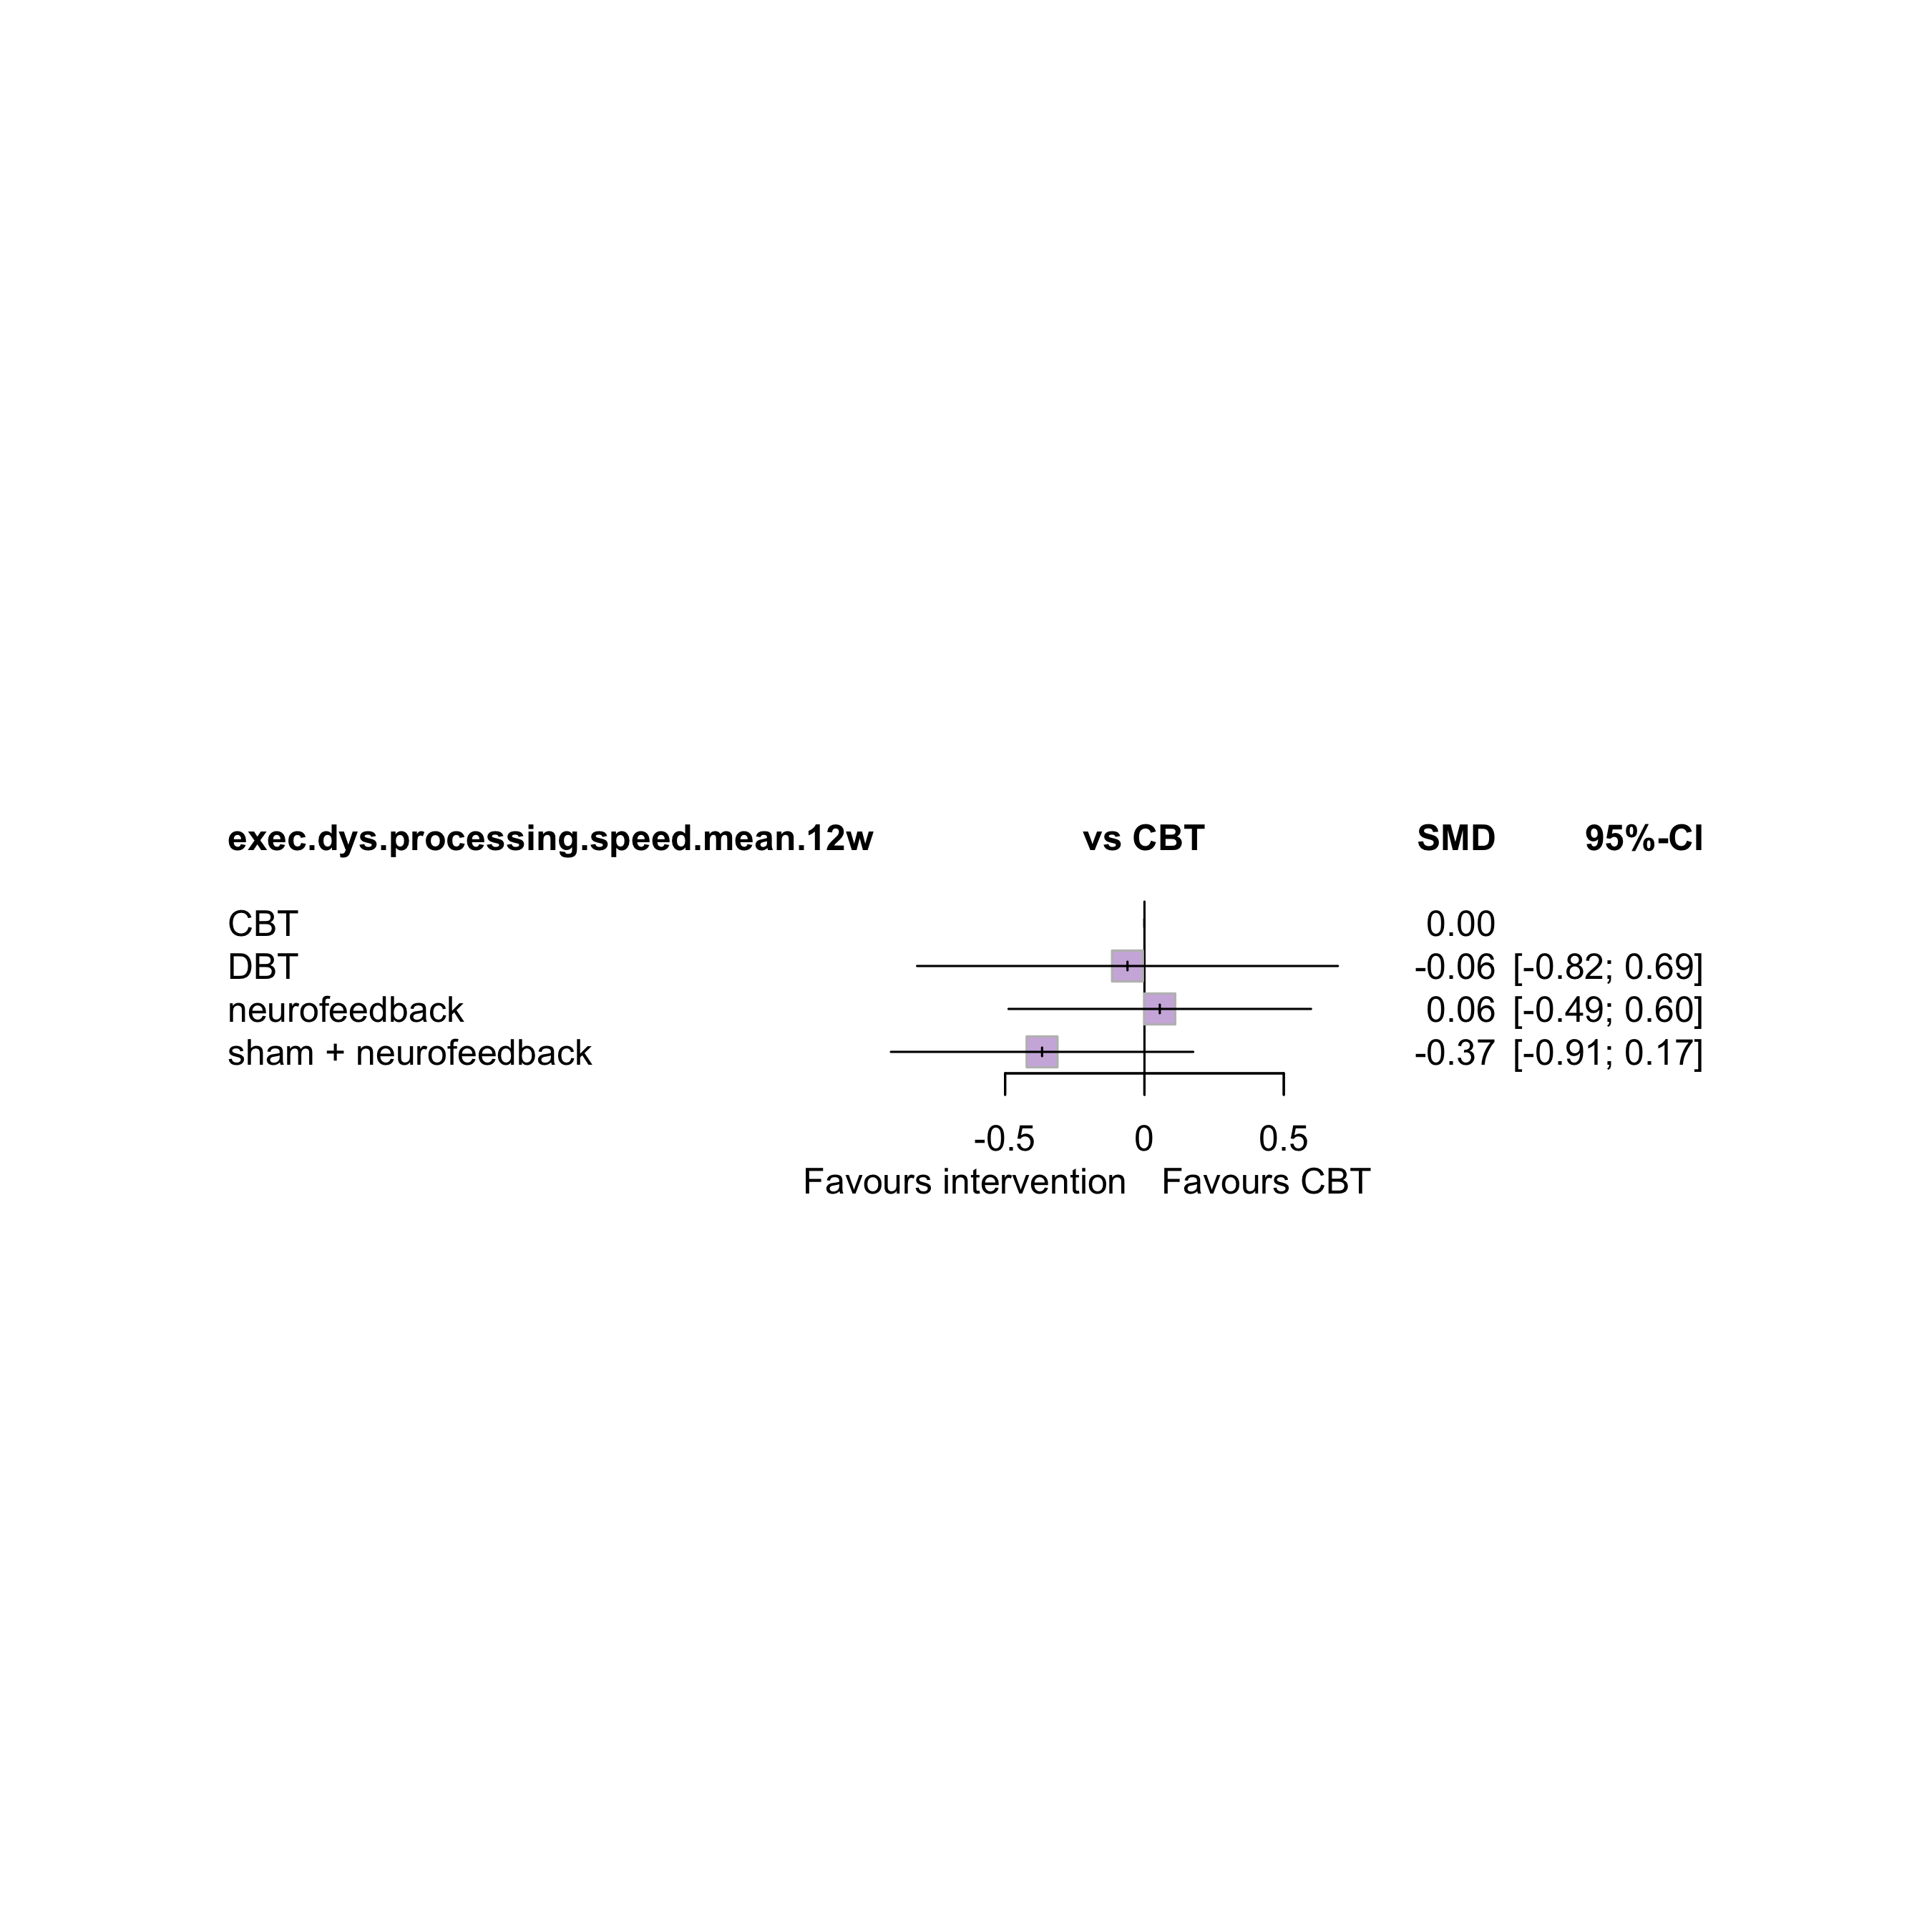 exec.dys.processing.speed.mean.12w vs CBT SMD 95%-CI
CBT 0.00
DBT -0.06 [-0.82; 0.69]
neurofeedback 0.06 [-0.49; 0.60]
sham + neurofeedback -0.37 [-0.91; 0.17]
-0.5 0 0.5
Favours intervention Favours CBT